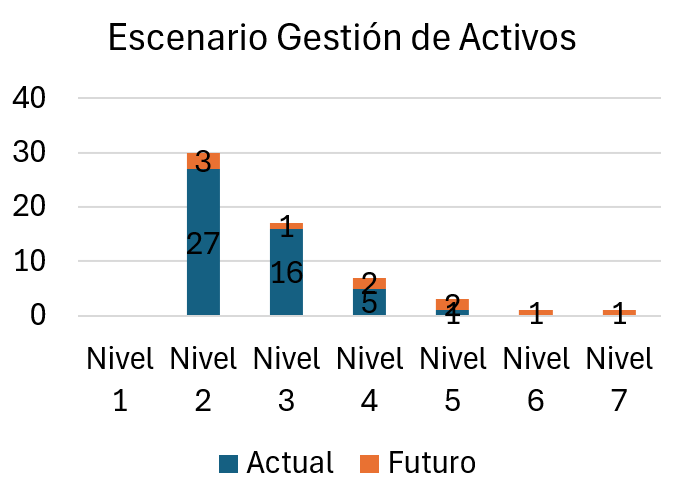 Escenario Gestión de Activos
40
30
20
10
0
3
27
1
16
2
5
2
1
1
1
Nivel 1
Nivel 2
Nivel 3
Nivel 4
Nivel 5
Nivel 6
Nivel 7
Actual
Futuro